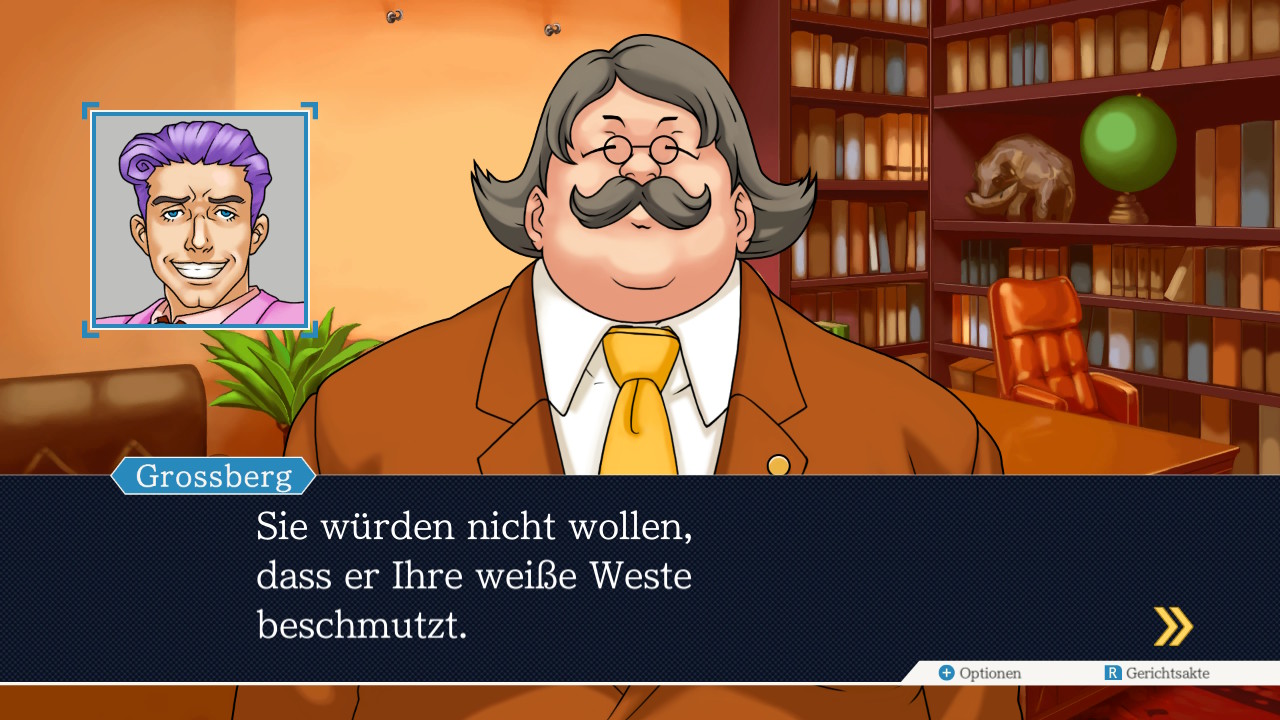 Grossberg
Sie würden nicht wollen,
dass er Ihre weiße Weste
beschmutzt.
+ Optionen
R Gerichtsakte